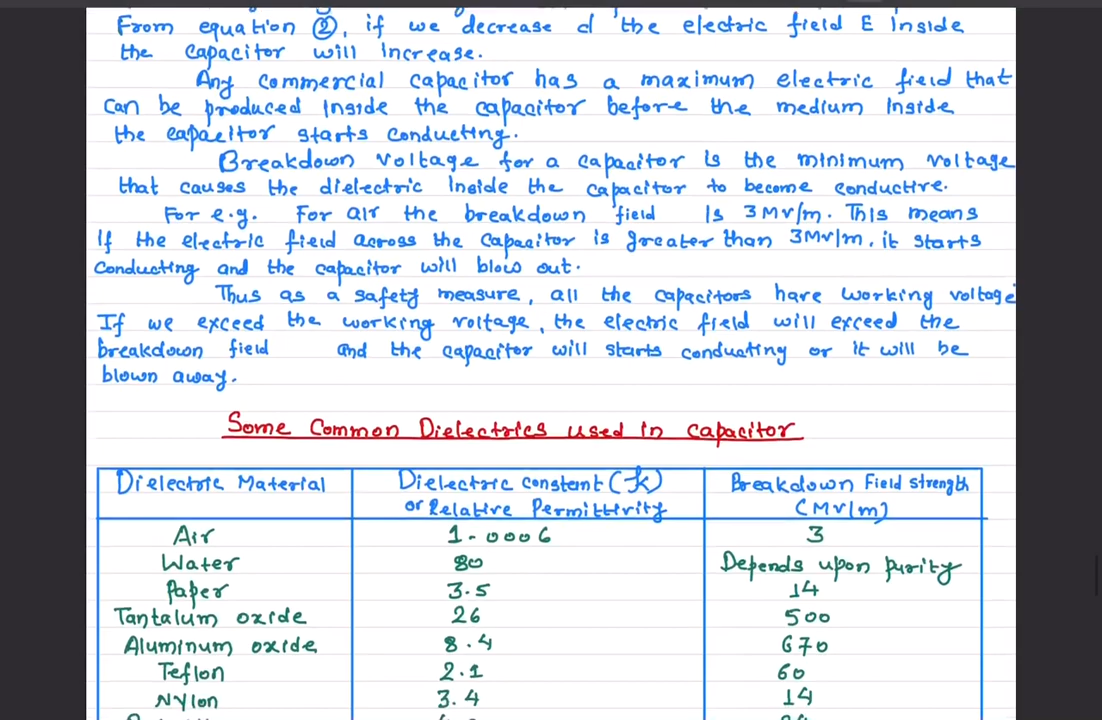 From equation ②, if we decrease d the electric field E Inside
the capacitor will Increase.
Any commercial capacitor has a maximum electric field that
can be produced Inside the capacitor before the medium Inside
the capacitor starts conducting.
Breakdown voltage for a capacitor is the minimum voltage
that causes the dielectric Inside the capacitor to become conductive.
For e.g. For air the breakdown field Is 3 MV/m. This means
If the electric field across the capacitor is greater than 3MV/m, it starts
conducting and the capacitor will blow out.
Thus as a safety measure, all the capacitors have working voltage
If we exceed the working voltage, the electric field will exceed the
breakdown field and the capacitor will starts conducting or it will be
blown away.
Some Common Dielectrics used in capacitor
Dielectric Material Dielectric constant (K) Breakdown Field strength
or Relative Permittivity (MV/m)
Air 1.0006 3
Water 80 Depends upon purity
Paper 3.5 14
Tantalum oxide 26 500
Aluminum oxide 8.4 670
Teflon 2.1 60
Nylon 3.4 14